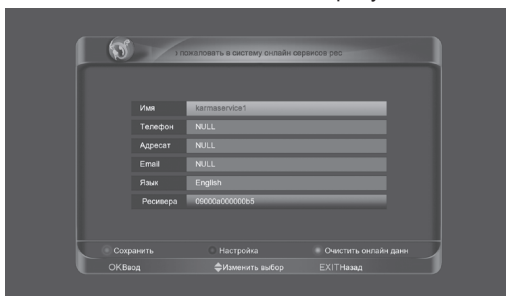 пожаловать в систему онлайн сервисов рес
Имя karmaservice1
Телефон NULL
Адресат NULL
Email NULL
Язык English
Ресивера 09000a000000b5
Сохранить Настройка Очистить онлайн данн
OKВвод Изменить выбор EXITНазад